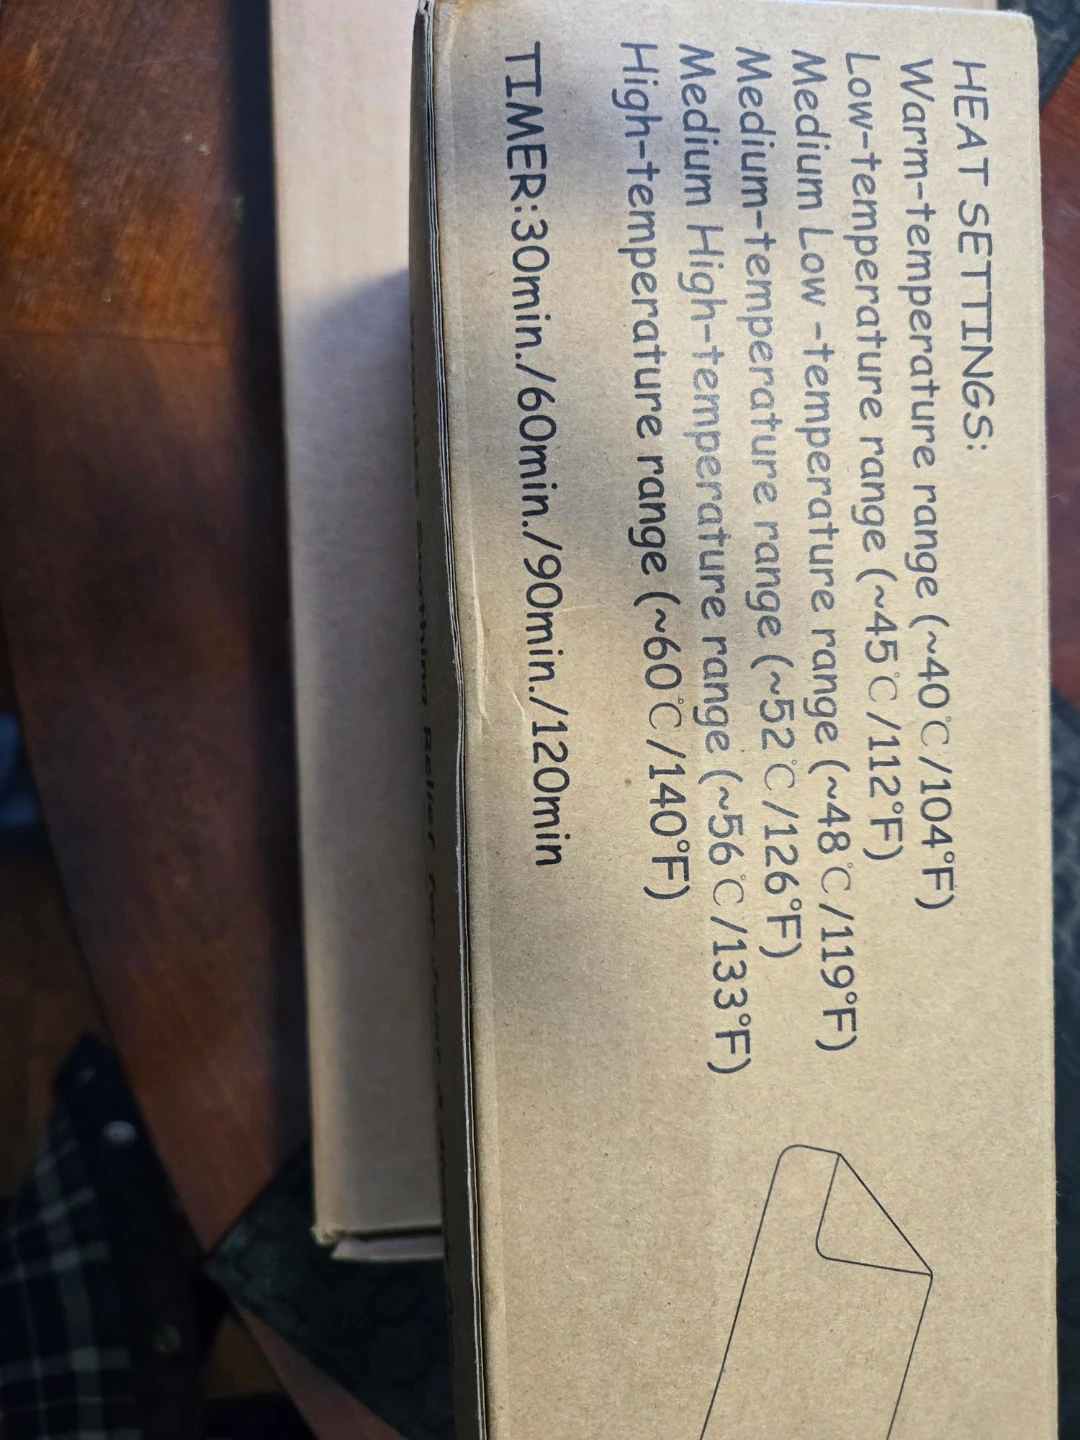 HEAT SETTINGS:
Warm-temperature range (~40℃/104°F)
Low-temperature range (~45℃/112°F)
Medium Low -temperature range (~48℃/119°F)
Medium-temperature range (~52℃/126°F)
Medium High-temperature range (~56℃/133°F)
High-temperature range (~60℃/140°F)
TIMER:30min./60min./90min./120min
Soothing Relief